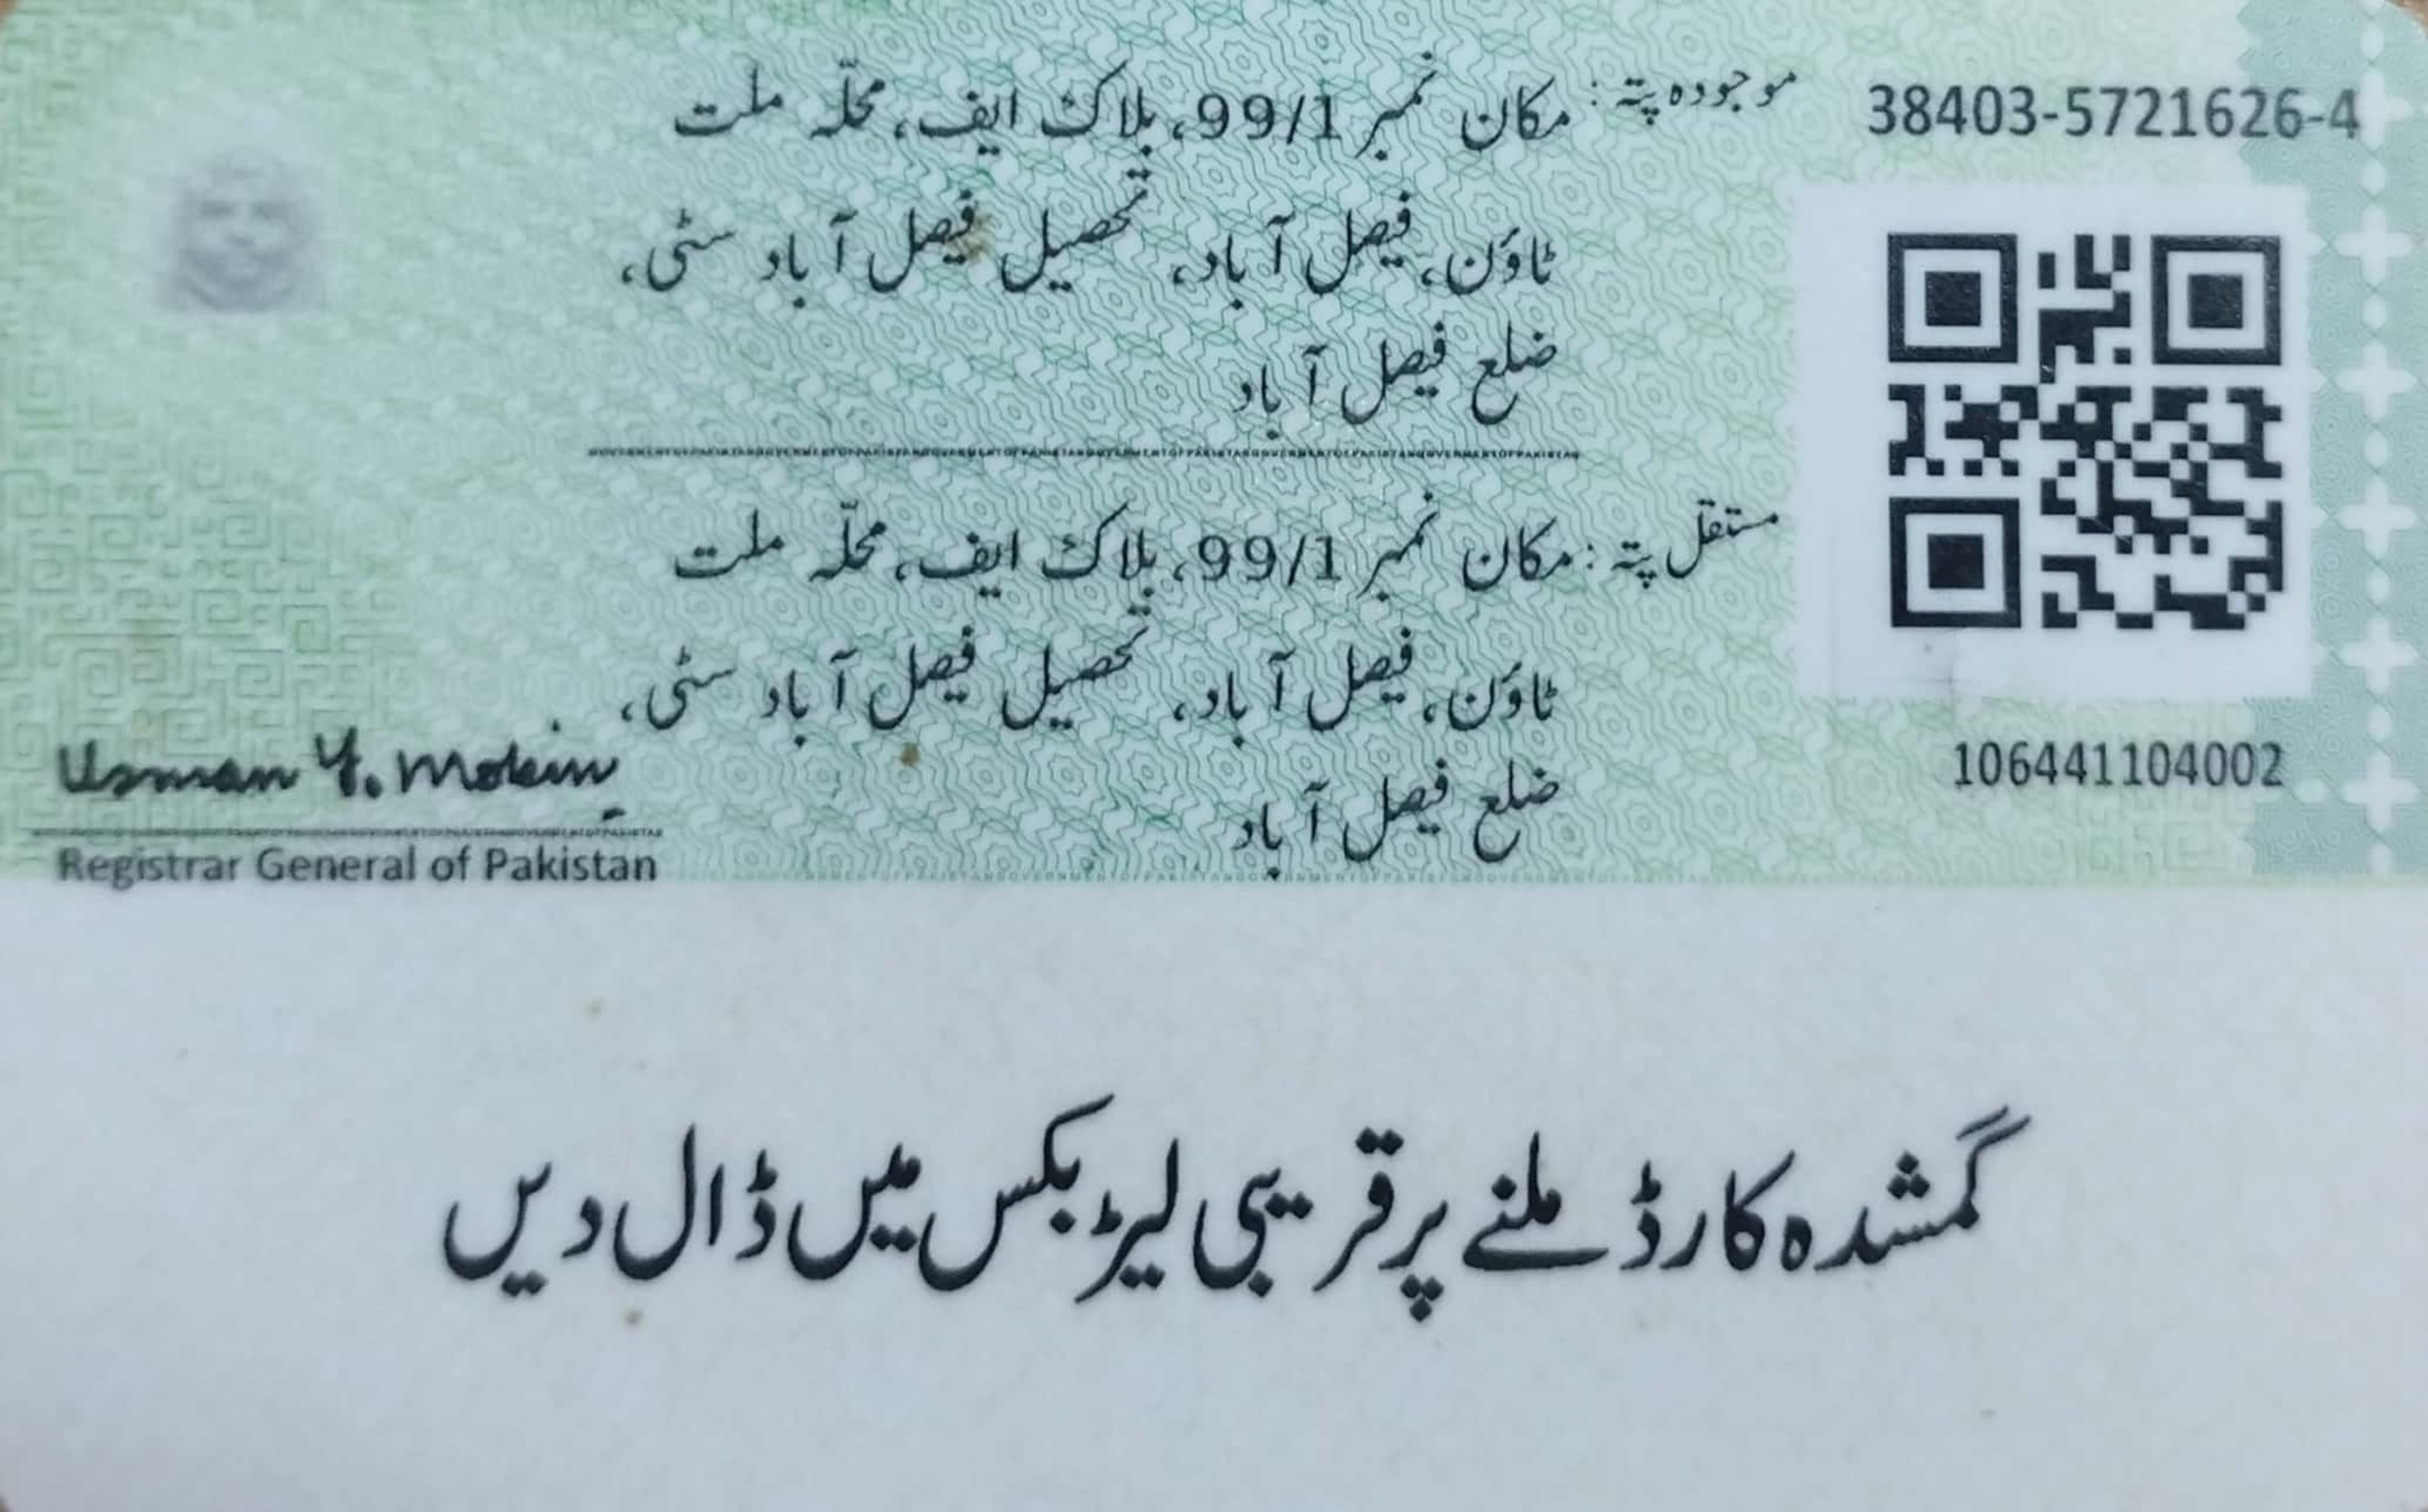 38403-5721626-4
موجودہ پتہ: مکان نمبر 99/1، بلاک ایف، محلّہ ملت
ٹاؤن، فیصل آباد، تحصیل فیصل آباد سٹی،
ضلع فیصل آباد
مستقل پتہ: مکان نمبر 99/1، بلاک ایف، محلّہ ملت
ٹاؤن، فیصل آباد، تحصیل فیصل آباد سٹی،
ضلع فیصل آباد
106441104002
Usman Y. Mobin
Registrar General of Pakistan
گمشدہ کارڈ ملنے پر قریبی لیٹر بکس میں ڈال دیں